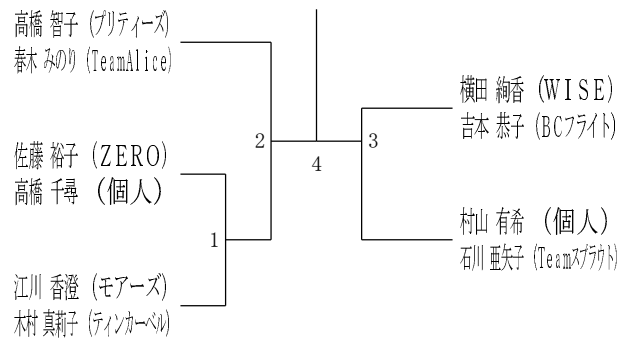 高橋 智子（プリティーズ）
春木 みのり（TeamAlice）
佐藤 裕子（ZERO）
高橋 千尋（個人）
江川 香澄（モアーズ）
木村 真莉子（ティンカーベル）
1
2
4
3
横田 絢香（WISE）
吉本 恭子（BCフライト）
村山 有希（個人）
石川 亜矢子（Teamスプラウト）